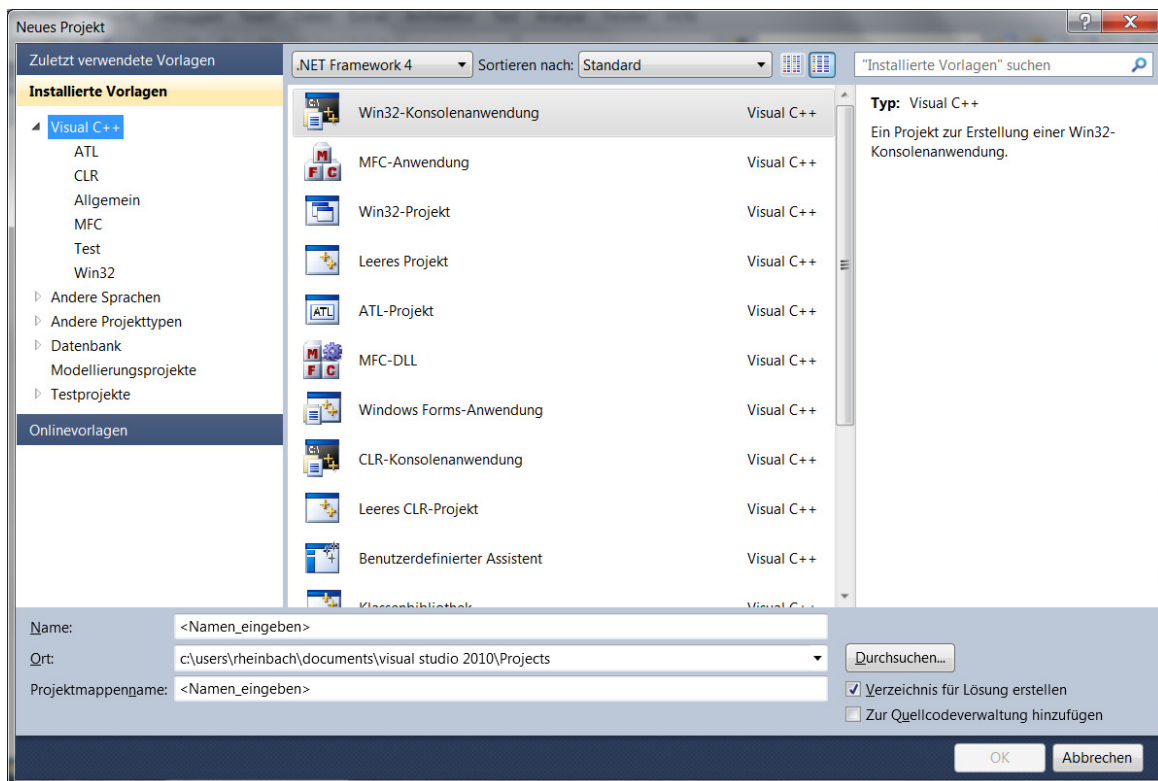 Neues Projekt
Zuletzt verwendete Vorlagen
Installierte Vorlagen
Visual C++
ATL
CLR
Allgemein
MFC
Test
Win32
Andere Sprachen
Andere Projekttypen
Datenbank
Modellierungsprojekte
Testprojekte
Onlinevorlagen
.NET Framework 4 Sortieren nach: Standard
Win32-Konsolenanwendung Visual C++
MFC-Anwendung Visual C++
Win32-Projekt Visual C++
Leeres Projekt Visual C++
ATL-Projekt Visual C++
MFC-DLL Visual C++
Windows Forms-Anwendung Visual C++
CLR-Konsolenanwendung Visual C++
Leeres CLR-Projekt Visual C++
Benutzerdefinierter Assistent Visual C++
Klassenbibliothek Visual C++
"Installierte Vorlagen" suchen
Typ: Visual C++
Ein Projekt zur Erstellung einer Win32-
Konsolenanwendung.
Name: <Namen_eingeben>
Ort: c:\users\rheinbach\documents\visual studio 2010\Projects
Durchsuchen...
Projektmappenname: <Namen_eingeben>
Verzeichnis für Lösung erstellen
Zur Quellcodeverwaltung hinzufügen
OK Abbrechen